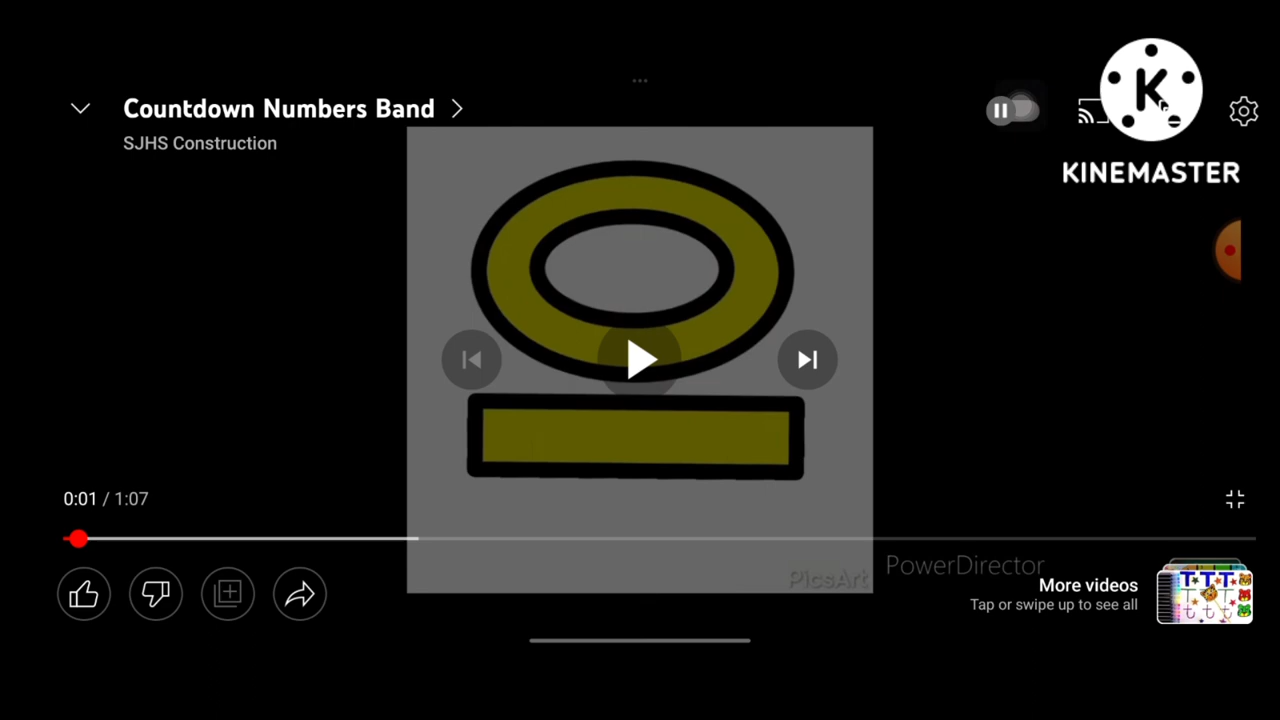 Countdown Numbers Band
SJHS Construction
K
KINEMASTER
0:01 / 1:07
PicsArt
PowerDirector
More videos
Tap or swipe up to see all
T T T